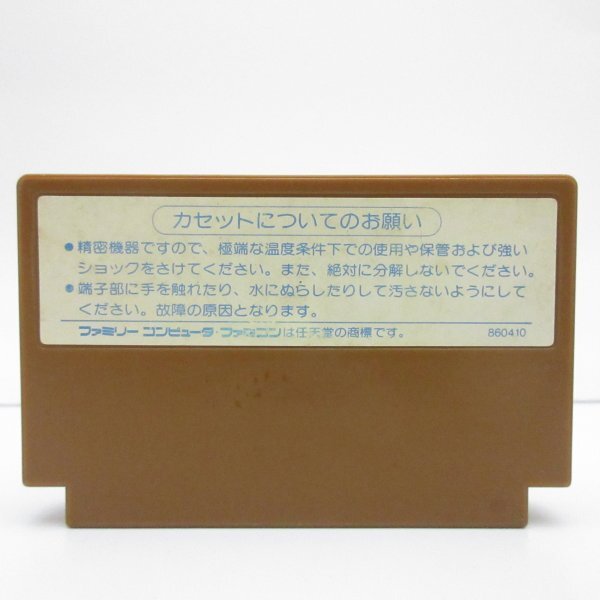 カセットについてのお願い
●精密機器ですので、極端な温度条件下での使用や保管および強い
ショックをさけてください。また、絶対に分解しないでください。
●端子部に手を触れたり、水にぬらしたりして汚さないようにして
ください。故障の原因となります。
ファミリーコンピュータ・ファミコンは任天堂の商標です。 860410